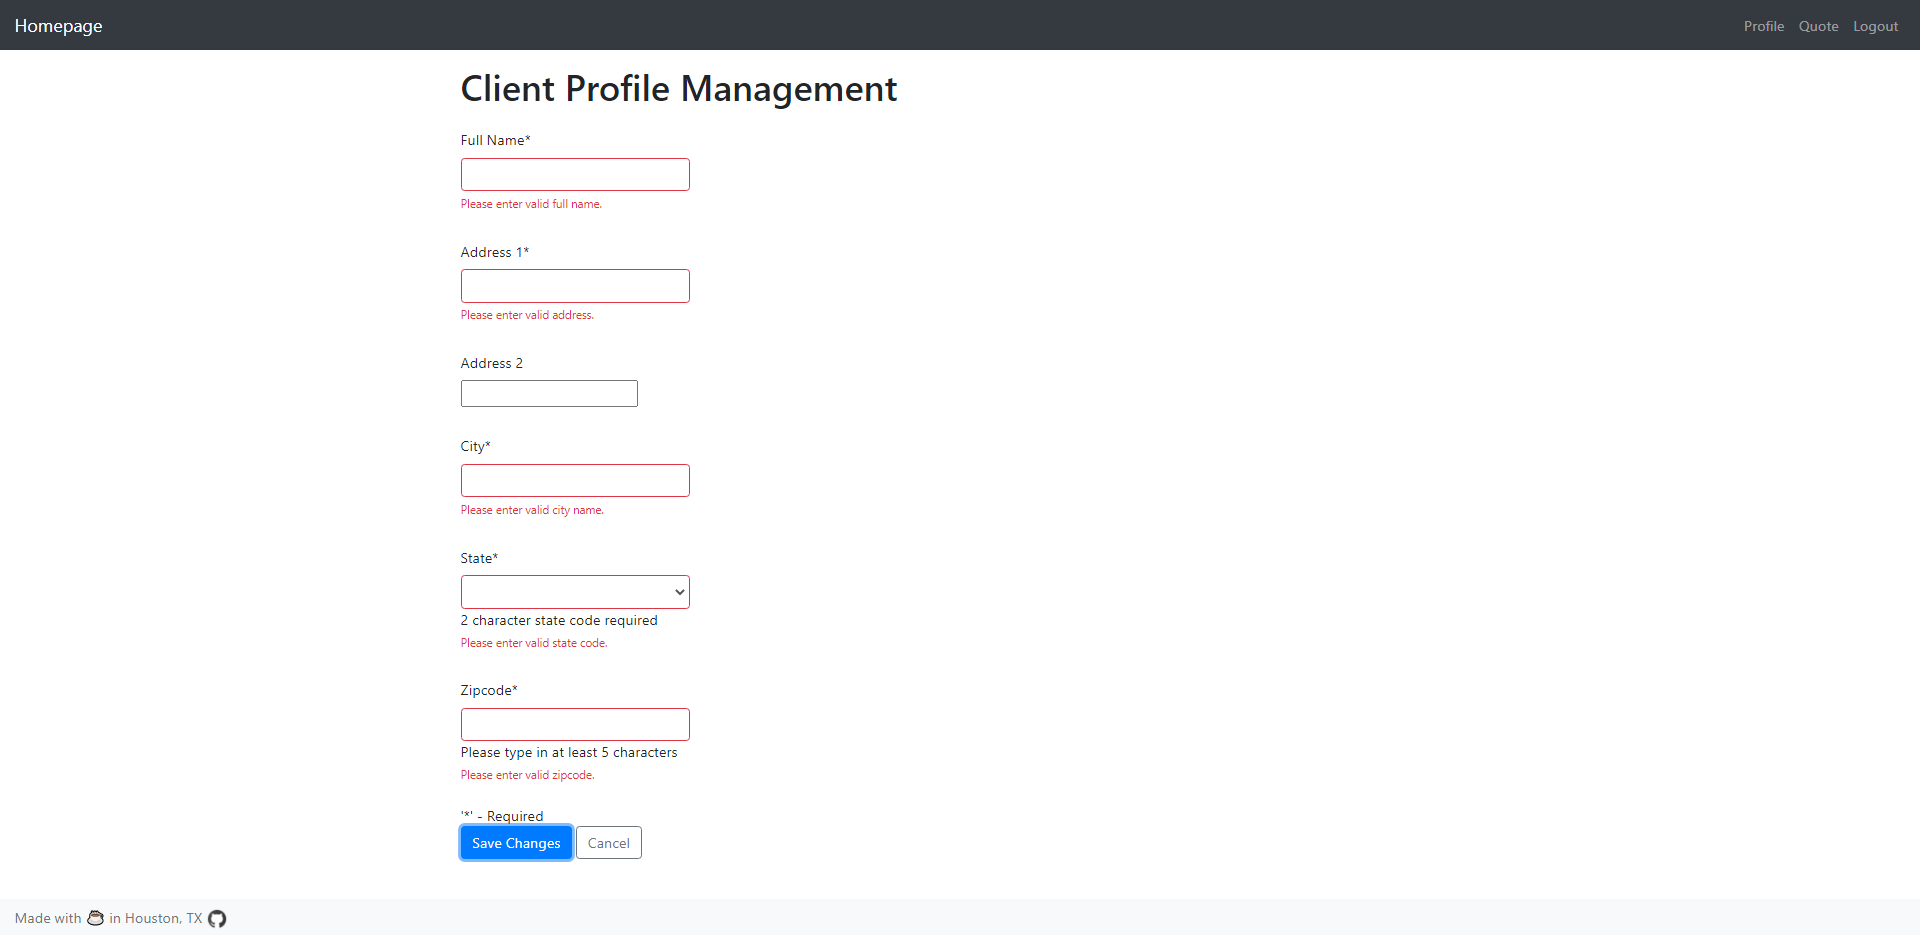 Homepage
Profile Quote Logout
Client Profile Management
Full Name*
Please enter valid full name.
Address 1*
Please enter valid address.
Address 2
City*
Please enter valid city name.
State*
2 character state code required
Please enter valid state code.
Zipcode*
Please type in at least 5 characters
Please enter valid zipcode.
'*' - Required
Save Changes Cancel
Made with ☕ in Houston, TX